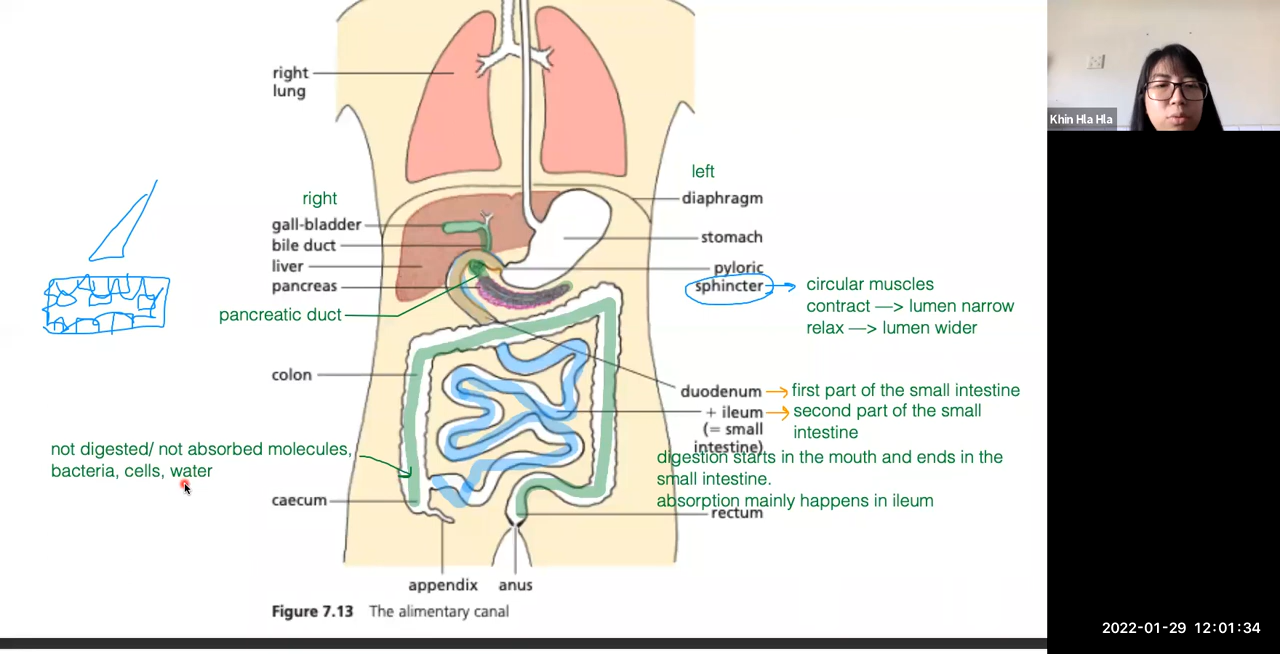 right
lung
Khin Hla Hla
left
right
diaphragm
gall-bladder
bile duct
stomach
liver
pyloric
pancreas
sphincter
circular muscles
contract —> lumen narrow
relax —> lumen wider
pancreatic duct
colon
duodenum
first part of the small intestine
+ ileum
second part of the small
intestine
(= small
intestine)
not digested/ not absorbed molecules,
bacteria, cells, water
digestion starts in the mouth and ends in the
small intestine.
absorption mainly happens in ileum
caecum
rectum
appendix
anus
Figure 7.13 The alimentary canal
2022-01-29 12:01:34